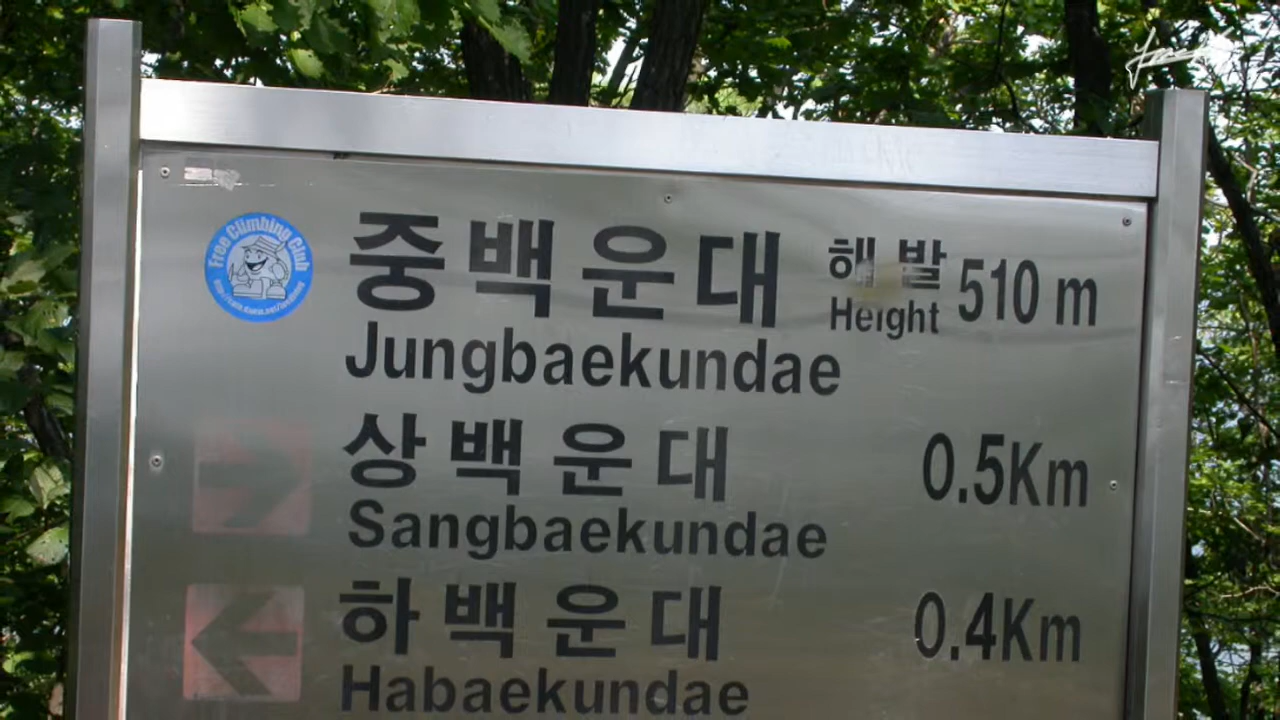 Free Climbing Club
중백운대 해발 510 m
Height
Jungbaekundae
상백운대 0.5Km
Sangbaekundae
하백운대 0.4Km
Habaekundae